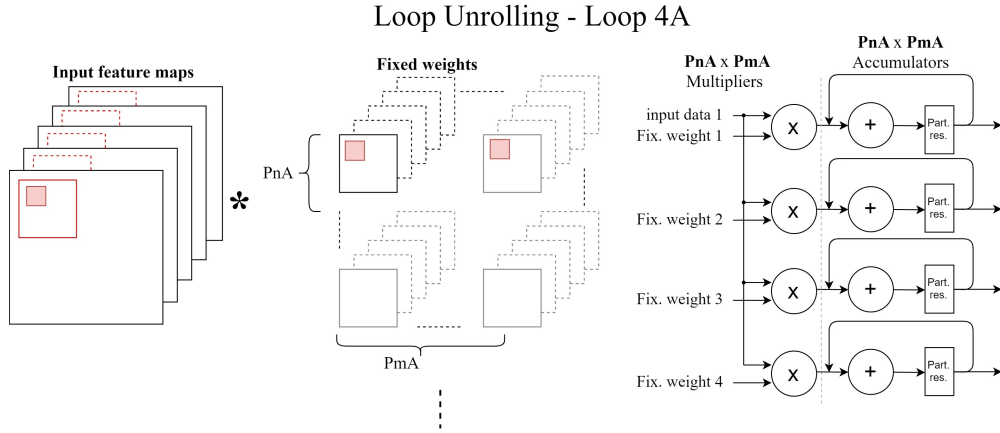 Loop Unrolling - Loop 4A
Input feature maps
Fixed weights
PnA
*
PmA
PnA x PmA
Multipliers
PnA x PmA
Accumulators
input data 1
Fix. weight 1
X
+
Part.
res.
Fix. weight 2
X
+
Part.
res.
Fix. weight 3
X
+
Part.
res.
Fix. weight 4
X
+
Part.
res.